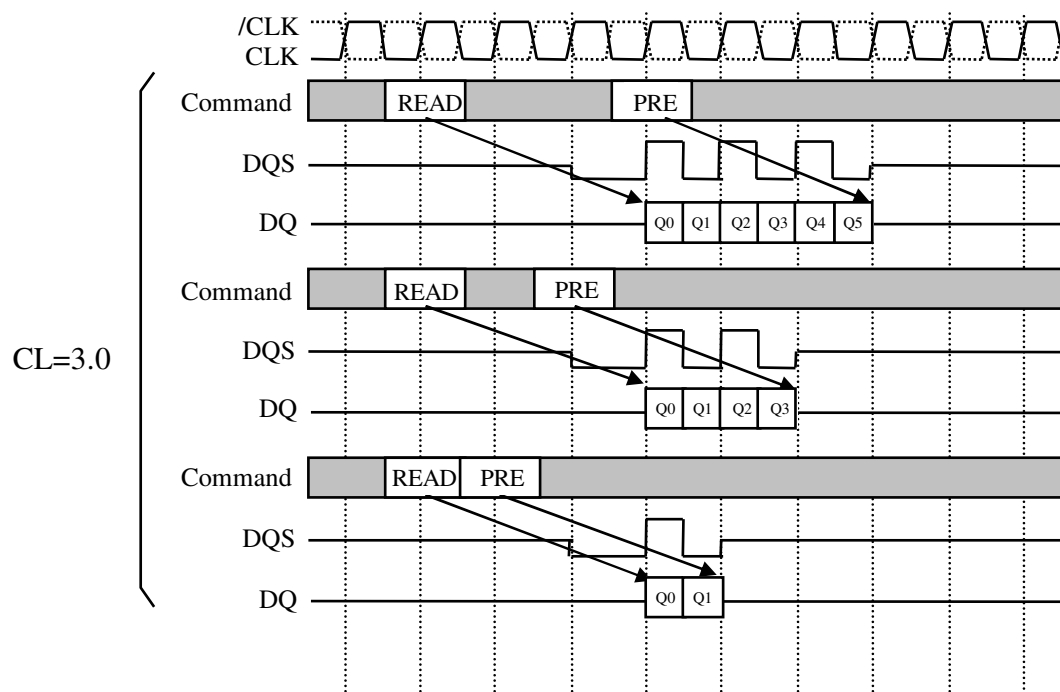 /CLK
CLK
Command READ PRE
DQS
DQ Q0 Q1 Q2 Q3 Q4 Q5
Command READ PRE
CL=3.0
DQS
DQ Q0 Q1 Q2 Q3
Command READ PRE
DQS
DQ Q0 Q1